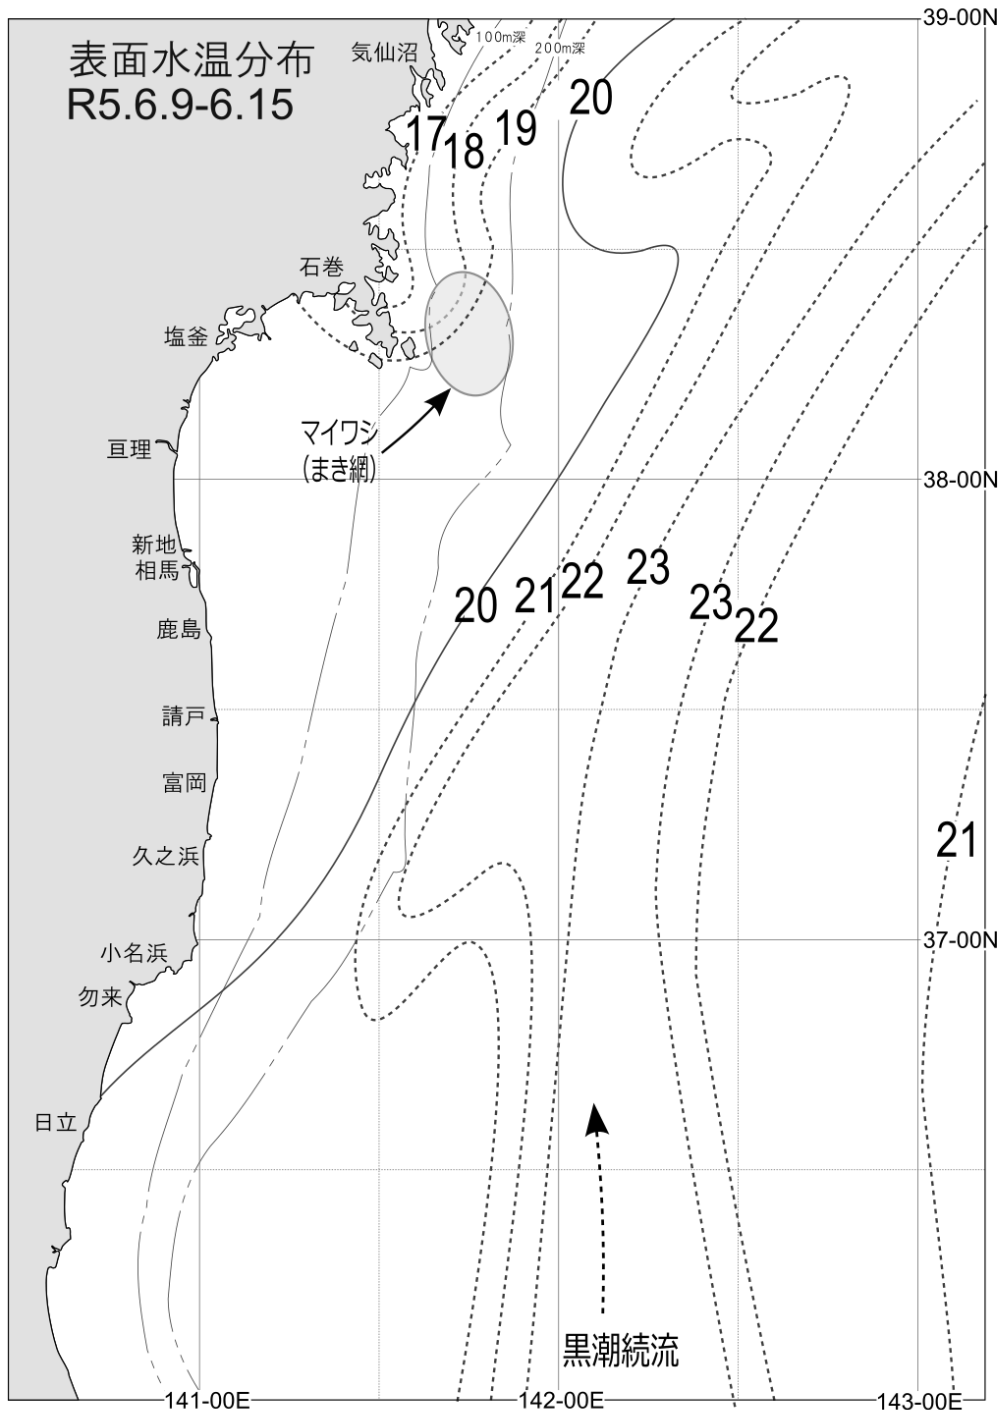 39-00N
表面水温分布
R5.6.9-6.15
気仙沼
100m深
200m深
17
18
19
20
石巻
塩釜
マイワシ
(まき網)
亘理
38-00N
新地
相馬
鹿島
20
21
22
23
23
22
請戸
富岡
久之浜
21
小名浜
37-00N
勿来
日立
黒潮続流
141-00E
142-00E
143-00E